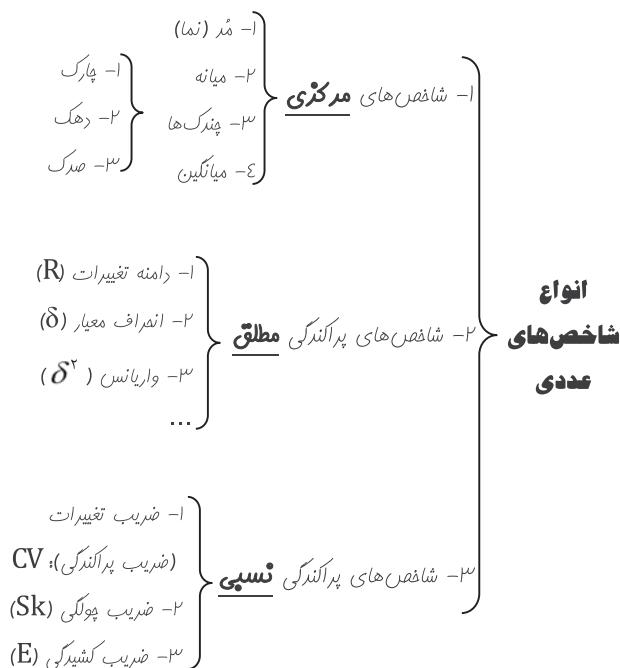 انواع
شاخص‌های
عددی
۱- شاخص‌های مرکزی
۱- مُد (نما)
۲- میانه
۳- چندک‌ها
۱- چارک
۲- دهک
۳- صدک
٤- میانگین
۲- شاخص‌های پراکندگی مطلق
۱- دامنه تغییرات (R)
۲- انحراف معیار (δ)
۳- واریانس (δ²)
...
۳- شاخص‌های پراکندگی نسبی
۱- ضریب تغییرات
(ضریب پراکندگی): CV
۲- ضریب چولگی (Sk)
۳- ضریب کشیدگی (E)